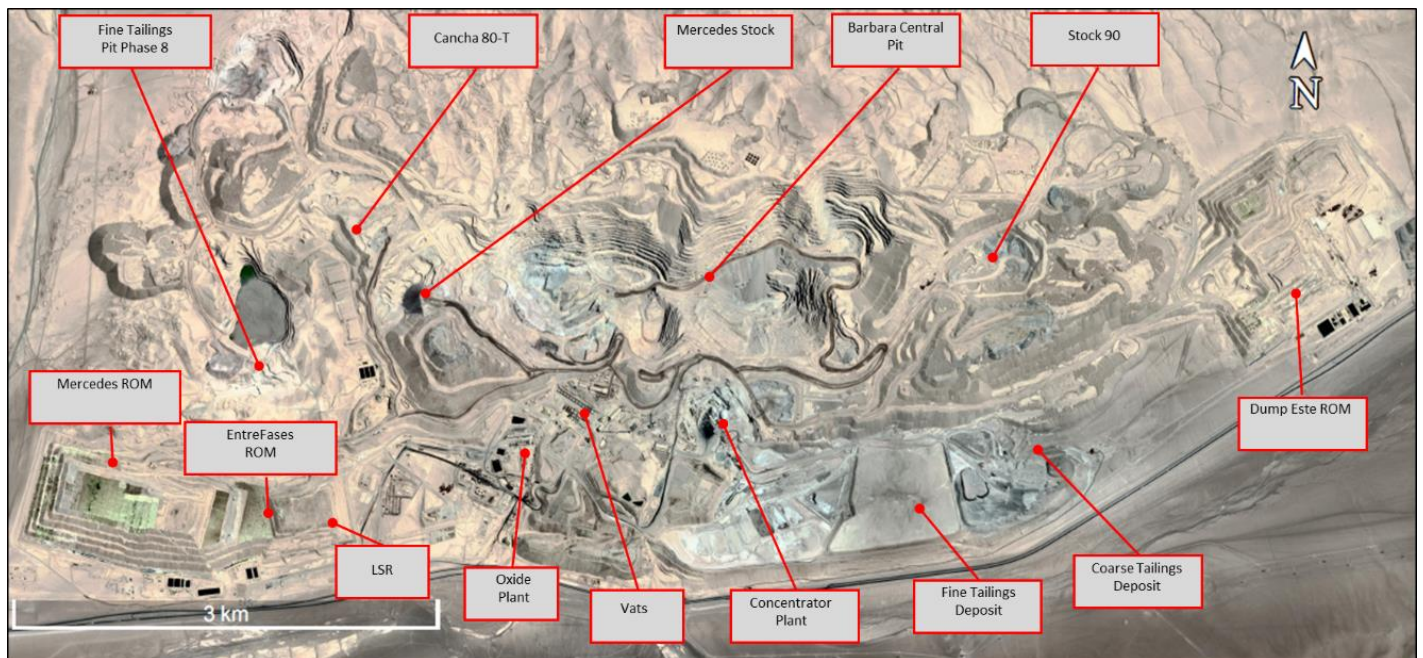 Fine Tailings
Pit Phase 8
Cancha 80-T
Mercedes Stock
Barbara Central
Pit
Stock 90
N
Mercedes ROM
EntreFases
ROM
Dump Este ROM
LSR
Oxide
Plant
Vats
Concentrator
Plant
Fine Tailings
Deposit
Coarse Tailings
Deposit
3 km